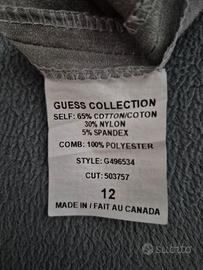 GUESS COLLECTION
SELF: 65% COTTON/COTON
30% NYLON
5% SPANDEX
COMB: 100% POLYESTER
STYLE: G496534
CUT: 503757
12
MADE IN / FAIT AU CANADA
subito